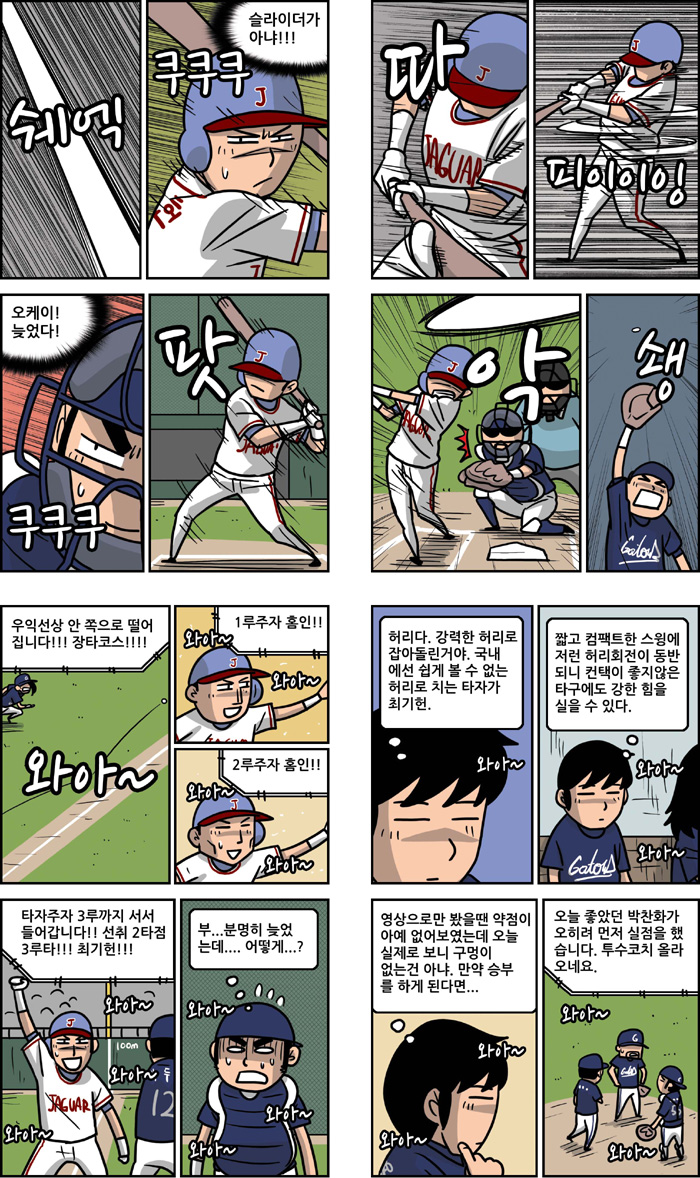 쉐엑
슬라이더가
아냐!!!
쿠쿠쿠
J
오케이!
늦었다!
쿠쿠쿠
팟
J
JAGUAR
따
J
JAGUAR
피이이이잉
J
악
J
JAGUAR
쌩
Gators
우익선상 안 쪽으로 떨어
집니다!!! 장타코스!!!!
와아~
1루주자 홈인!!
와아~
와아~
J
JAGUAR
2루주자 홈인!!
와아~
와아~
J
타자주자 3루까지 서서
들어갑니다!! 선취 2타점
3루타!!! 최기헌!!!
와아~
100m
와아~
와아~
J
JAGUAR
12
부...분명히 늦었
는데.... 어떻게...?
와아~
와아~
와아~
허리다. 강력한 허리로
잡아돌린거야. 국내
에선 쉽게 볼 수 없는
허리로 치는 타자가
최기헌.
와아~
짧고 컴팩트한 스윙에
저런 허리회전이 동반
되니 컨택이 좋지않은
타구에도 강한 힘을
실을 수 있다.
와아~
와아~
Gators
영상으로만 봤을땐 약점이
아예 없어보였는데 오늘
실제로 보니 구멍이
없는건 아냐. 만약 승부
를 하게 된다면...
와아~
와아~
오늘 좋았던 박찬화가
오히려 먼저 실점을 했
습니다. 투수코치 올라
오네요.
와아~
G
Gators
와아~